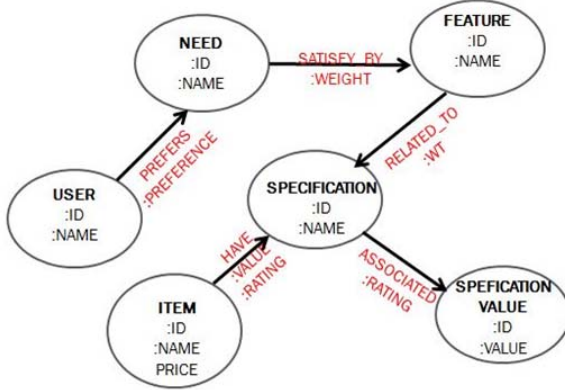 NEED
:ID
:NAME
SATISFY_BY
:WEIGHT
FEATURE
:ID
:NAME
PREFERS
:PREFERENCE
RELATED_TO
:WT
USER
:ID
:NAME
SPECIFICATION
:ID
:NAME
HAVE
:VALUE
:RATING
ASSOCIATED
:RATING
ITEM
:ID
:NAME
PRICE
SPEFICATION
VALUE
:ID
:VALUE